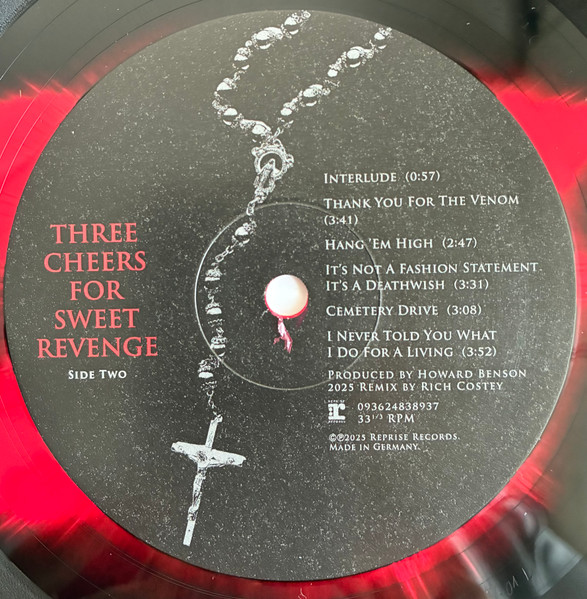 THREE
CHEERS
FOR
SWEET
REVENGE
SIDE TWO
INTERLUDE (0:57)
THANK YOU FOR THE VENOM
(3:41)
HANG 'EM HIGH (2:47)
IT'S NOT A FASHION STATEMENT
IT'S A DEATHWISH (3:31)
CEMETERY DRIVE (3:08)
I NEVER TOLD YOU WHAT
I DO FOR A LIVING (3:52)
PRODUCED BY HOWARD BENSON
2025 REMIX BY RICH COSTEY
093624838937
33 1/3 RPM
©℗2025 REPRISE RECORDS.
MADE IN GERMANY.